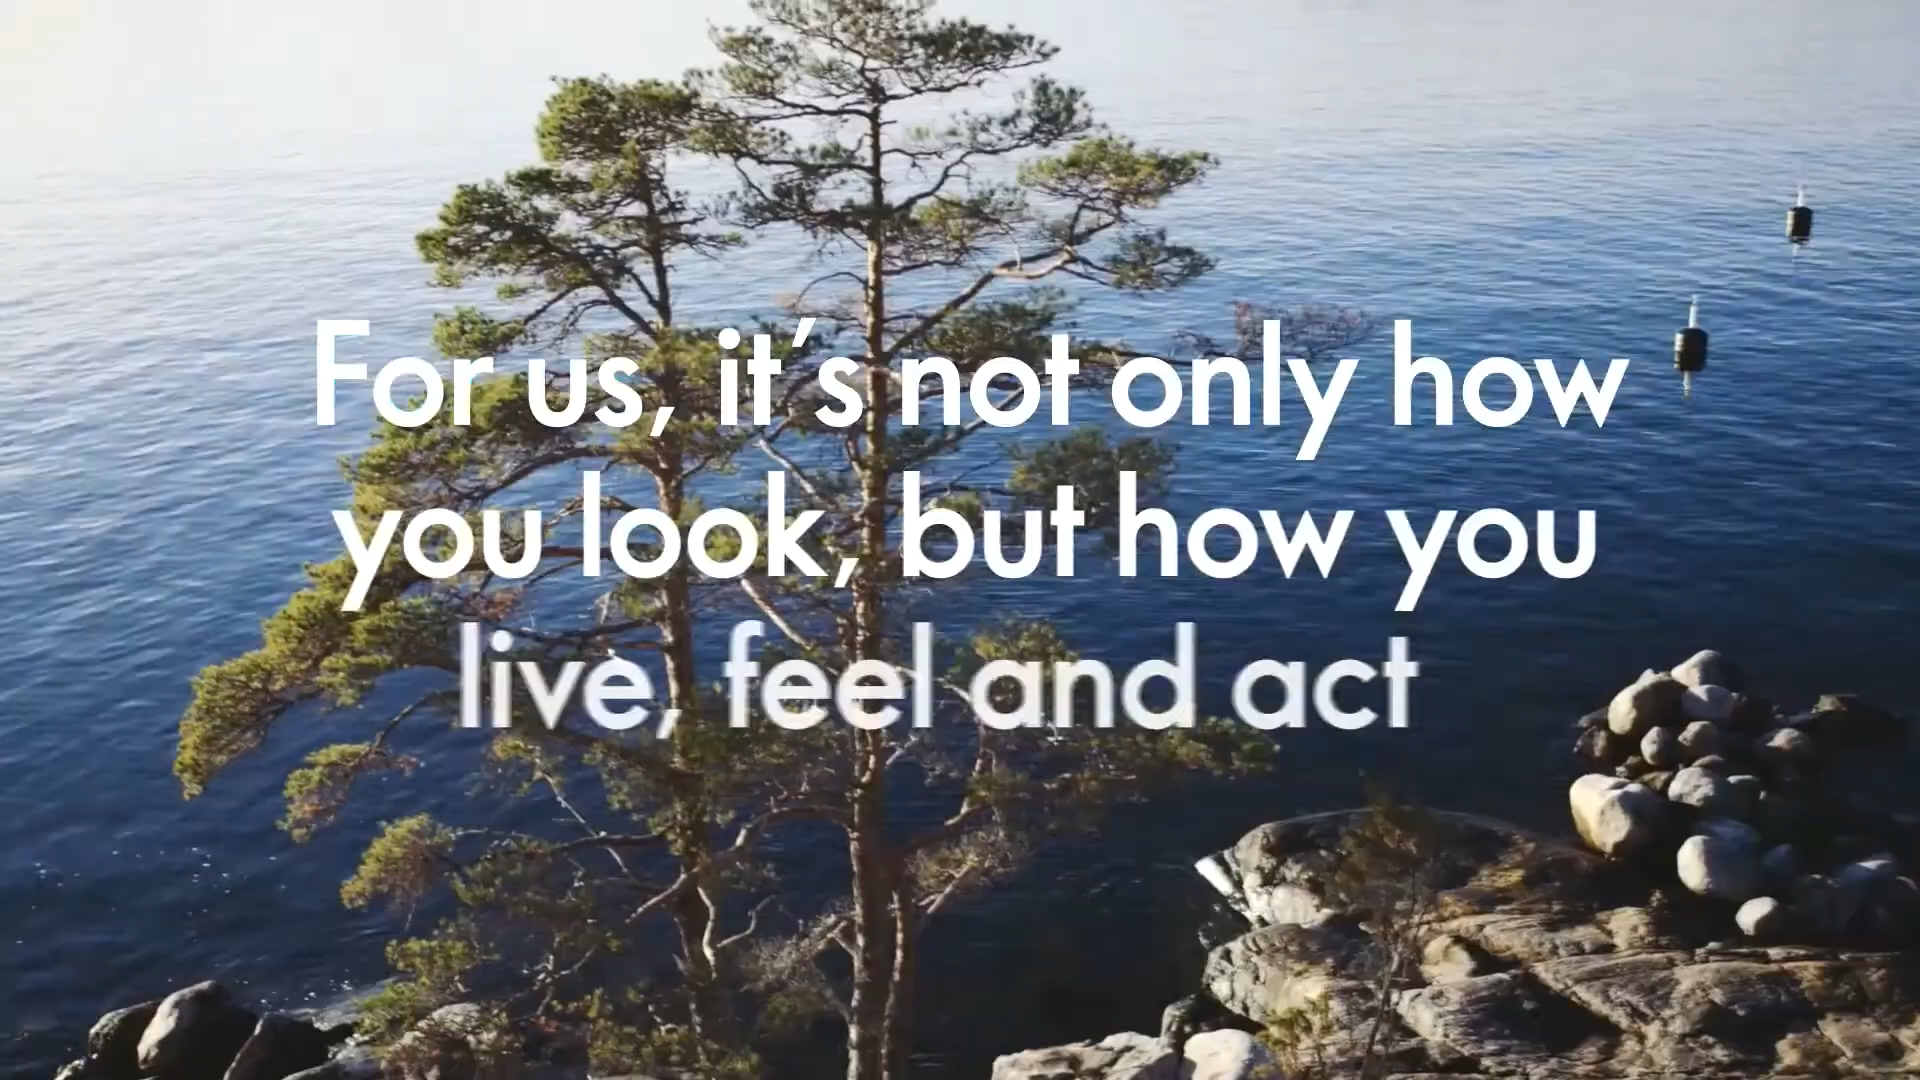 For us, it’s not only how
you look, but how you
live, feel and act